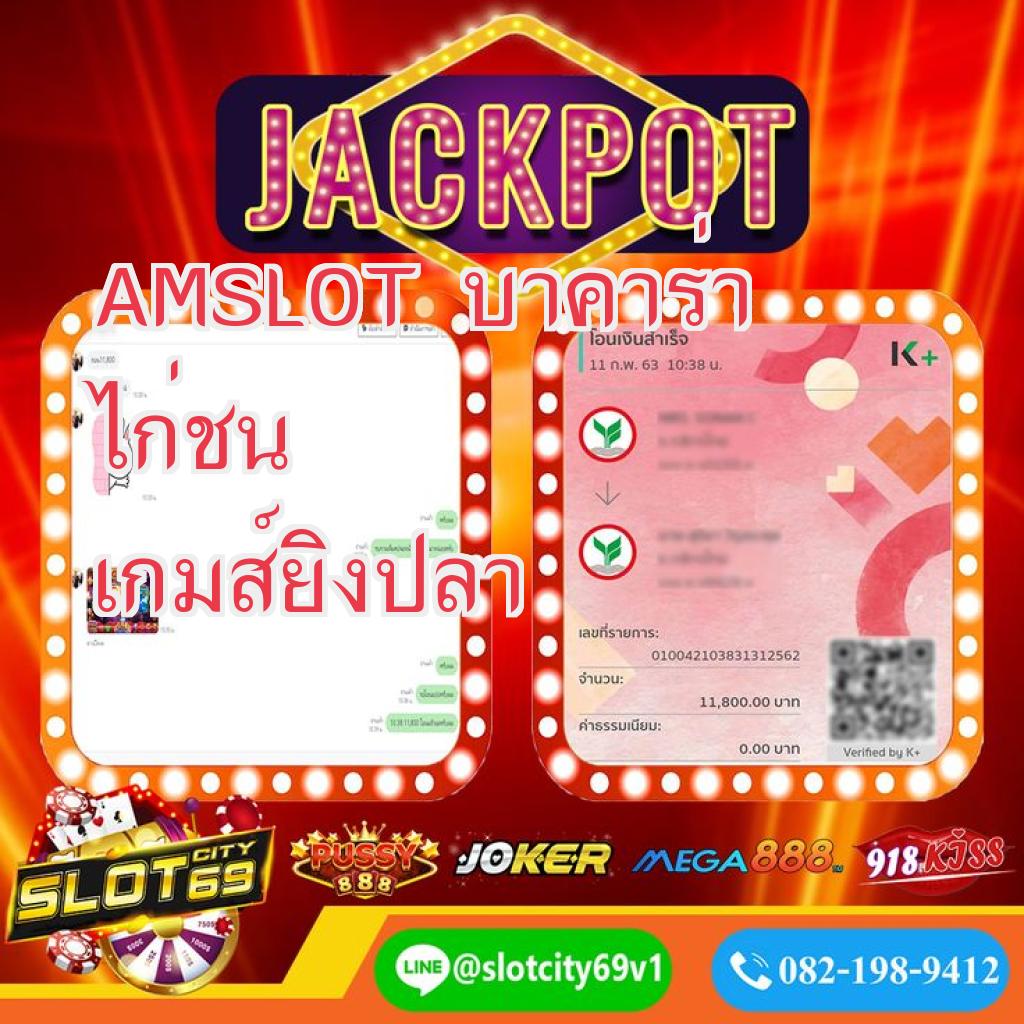 JACKPOT
AMSLOT บาคาร่า
ไก่ชน
เกมส์ยิงปลา
โอนเงินสำเร็จ
11 ก.พ. 63 10:38 น.
K+
เลขที่รายการ:
010042103831312562
จำนวน:
11,800.00 บาท
ค่าธรรมเนียม:
0.00 บาท
Verified by K+
SLOT CITY 69
PUSSY 888
JOKER
MEGA888
918KISS
LINE @slotcity69v1
082-198-9412